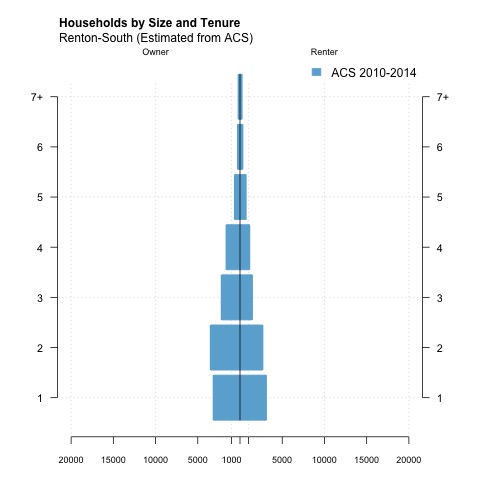 Households by Size and Tenure
Renton-South (Estimated from ACS)
Owner Renter
ACS 2010-2014
7+ 7+
6 6
5 5
4 4
3 3
2 2
1 1
20000 15000 10000 5000 1000 5000 10000 15000 20000